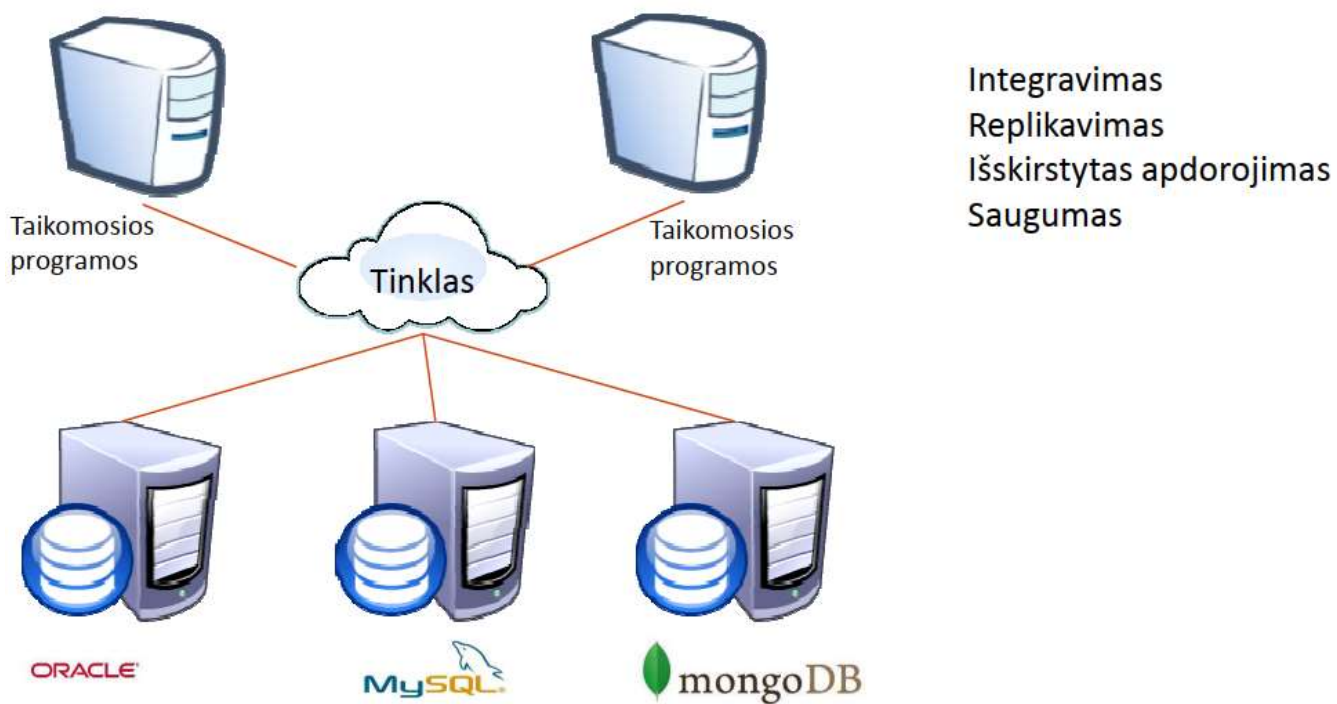 Integravimas
Replikavimas
Išskirstytas apdorojimas
Saugumas
Taikomosios
programos
Taikomosios
programos
Tinklas
ORACLE
MySQL
mongoDB